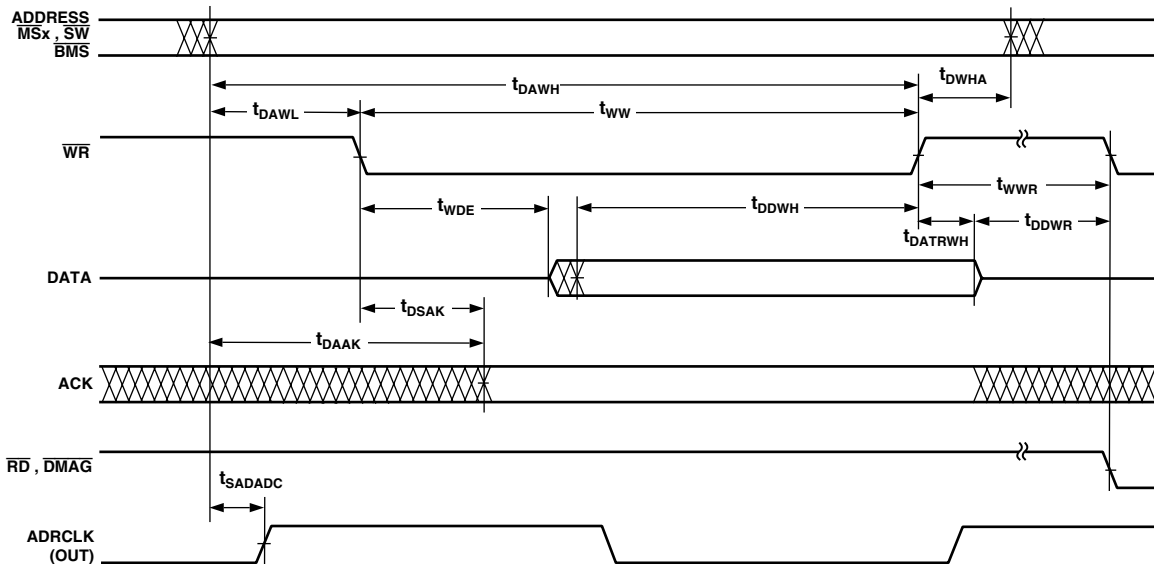 ADDRESS
MSx , SW
BMS
tDWHA
tDAWH
tDAWL
tWW
WR
tWWR
tWDE
tDDWH
tDATRWH
tDDWR
DATA
tDSAK
tDAAK
ACK
RD , DMAG
tSADADC
ADRCLK
(OUT)